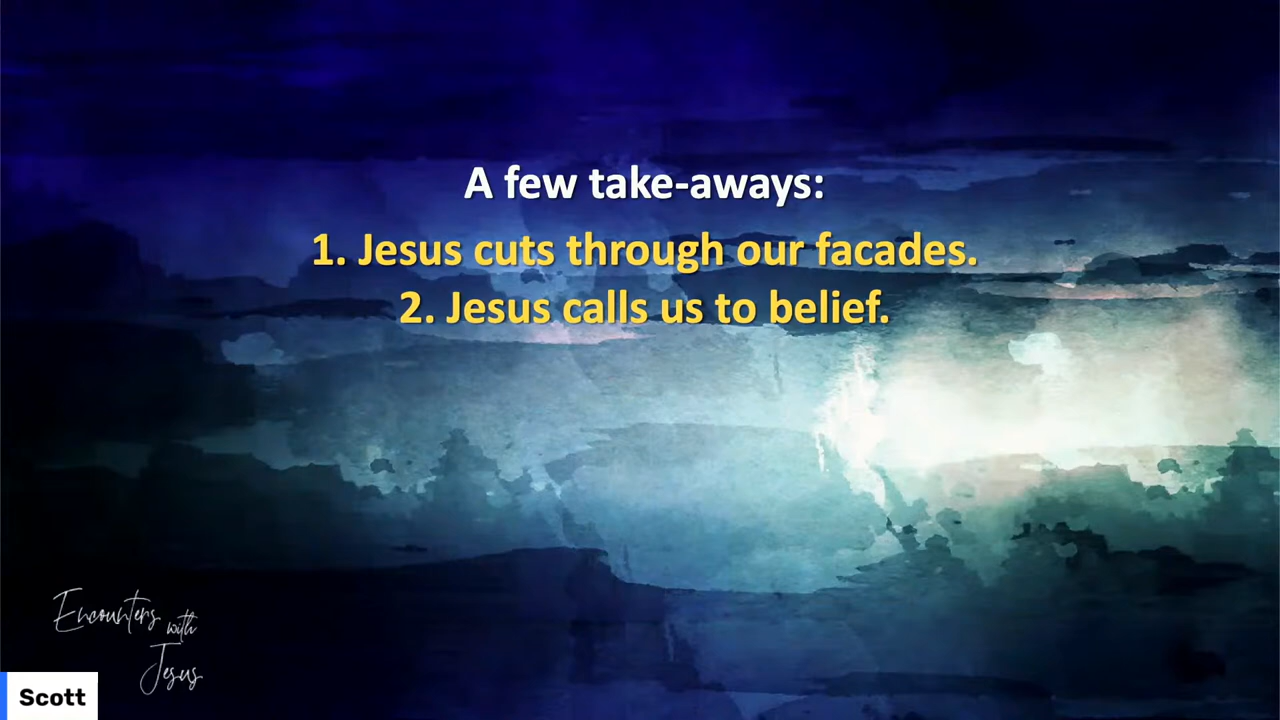 A few take-aways:
1. Jesus cuts through our facades.
2. Jesus calls us to belief.
Encounters
with
Jesus
Scott